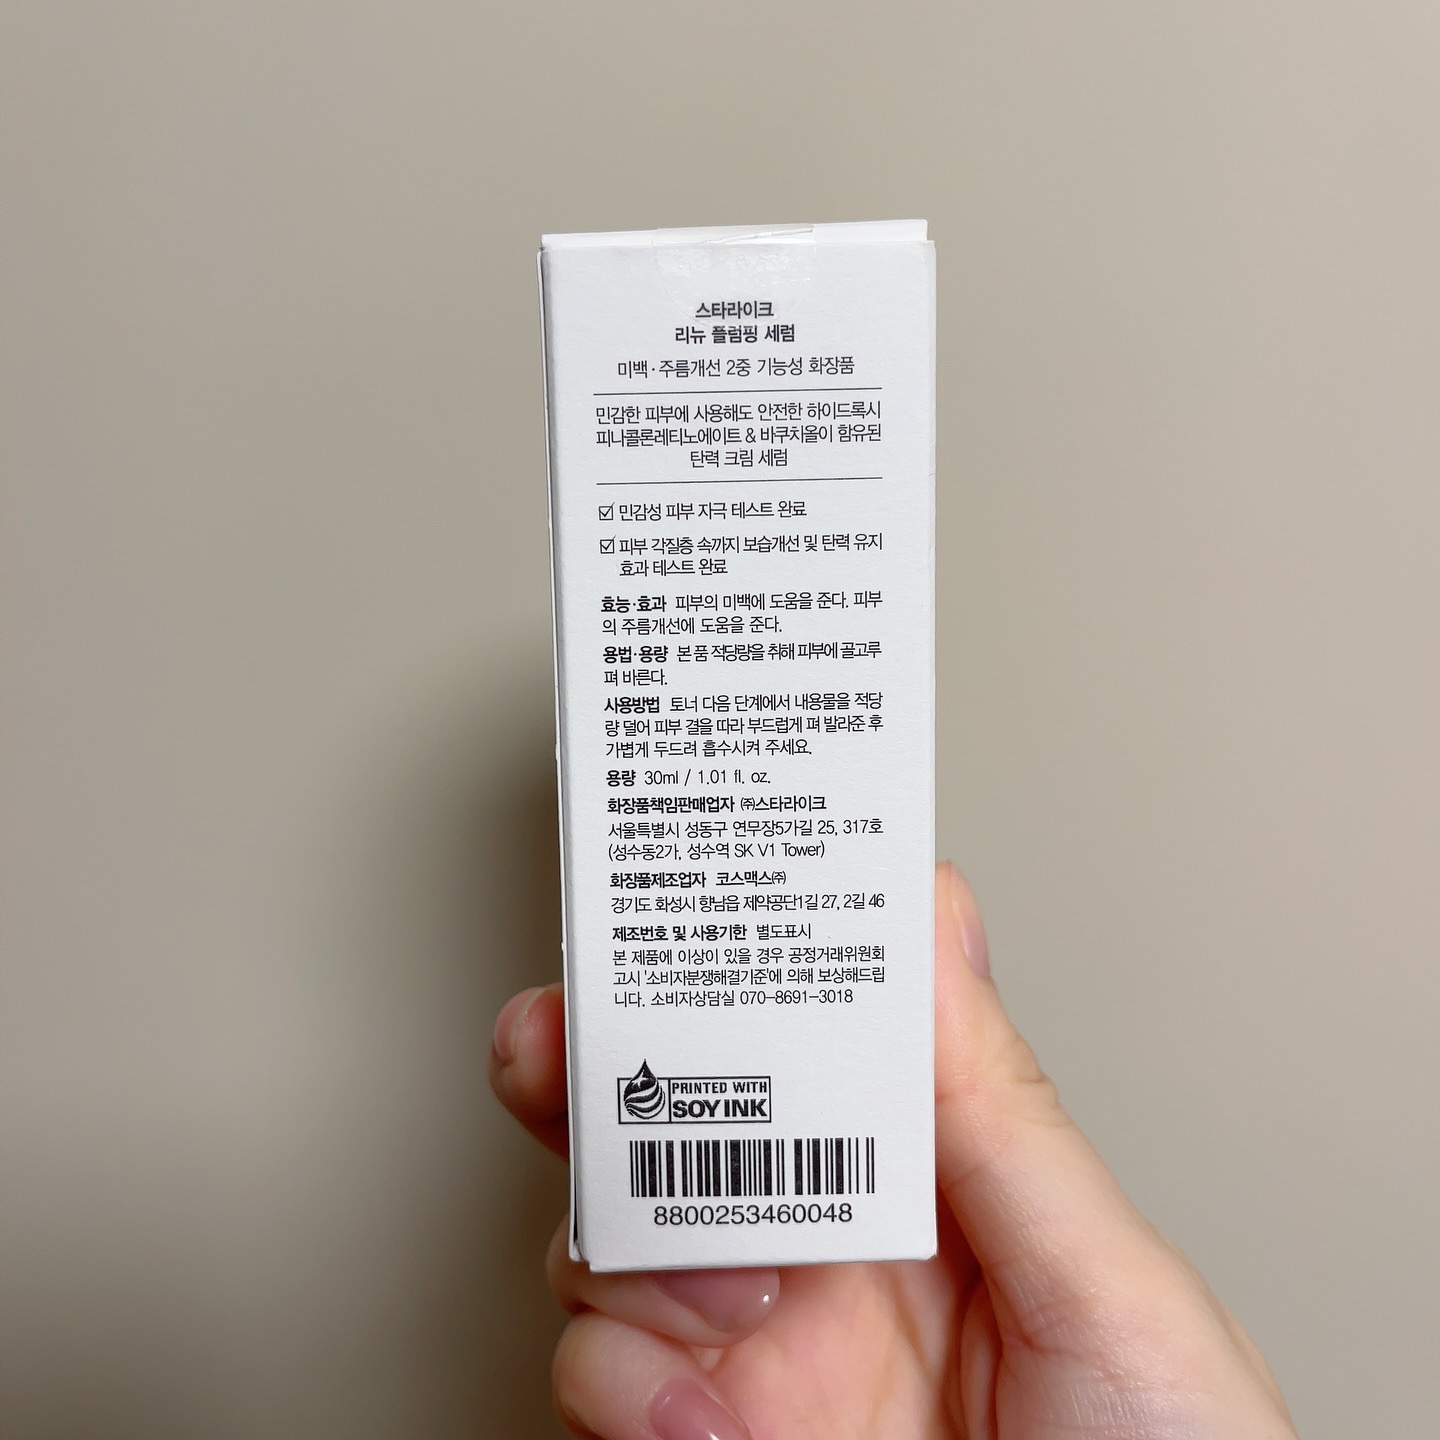 스타라이크
리뉴 플럼핑 세럼
미백·주름개선 2중 기능성 화장품
민감한 피부에 사용해도 안전한 하이드록시
피나콜론레티노에이트 & 바쿠치올이 함유된
탄력 크림 세럼
☑ 민감성 피부 자극 테스트 완료
☑ 피부 각질층 속까지 보습개선 및 탄력 유지
효과 테스트 완료
효능·효과 피부의 미백에 도움을 준다. 피부
의 주름개선에 도움을 준다.
용법·용량 본 품 적당량을 취해 피부에 골고루
펴 바른다.
사용방법 토너 다음 단계에서 내용물을 적당
량 덜어 피부 결을 따라 부드럽게 펴 발라준 후
가볍게 두드려 흡수시켜 주세요.
용량 30ml / 1.01 fl. oz.
화장품책임판매업자 ㈜스타라이크
서울특별시 성동구 연무장5가길 25, 317호
(성수동2가, 성수역 SK V1 Tower)
화장품제조업자 코스맥스㈜
경기도 화성시 향남읍 제약공단1길 27, 2길 46
제조번호 및 사용기한 별도표시
본 제품에 이상이 있을 경우 공정거래위원회
고시 '소비자분쟁해결기준'에 의해 보상해드립
니다. 소비자상담실 070-8691-3018
PRINTED WITH
SOY INK
8800253460048